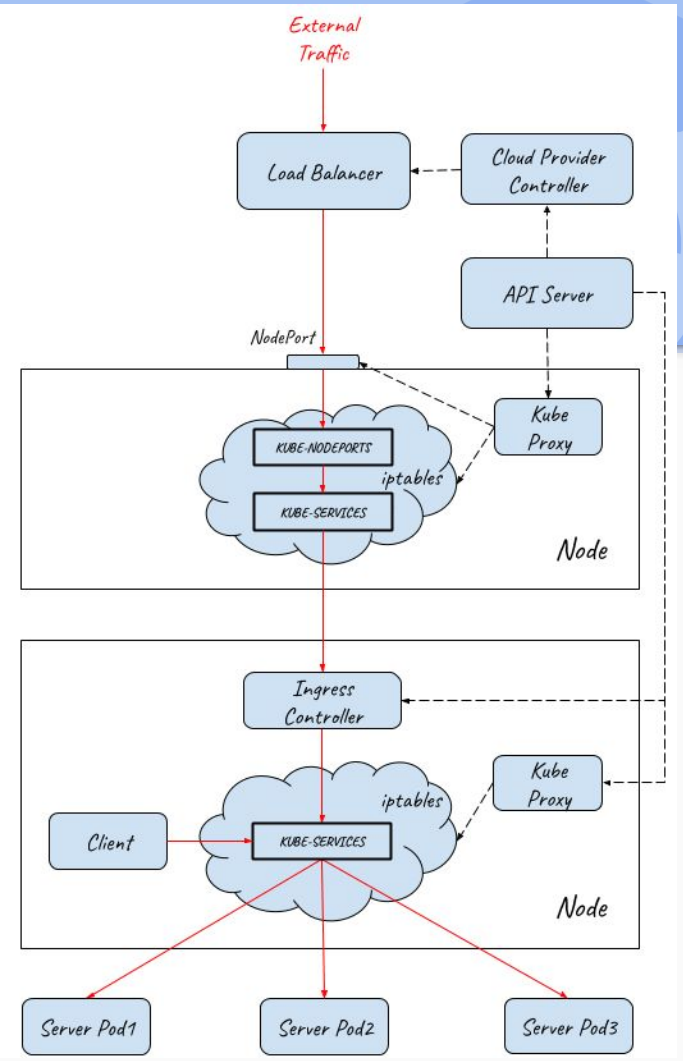 External
Traffic
Load Balancer
Cloud Provider
Controller
API Server
NodePort
Kube
Proxy
KUBE-NODEPORTS
iptables
KUBE-SERVICES
Node
Ingress
Controller
Kube
Proxy
iptables
Client
KUBE-SERVICES
Node
Server Pod1
Server Pod2
Server Pod3